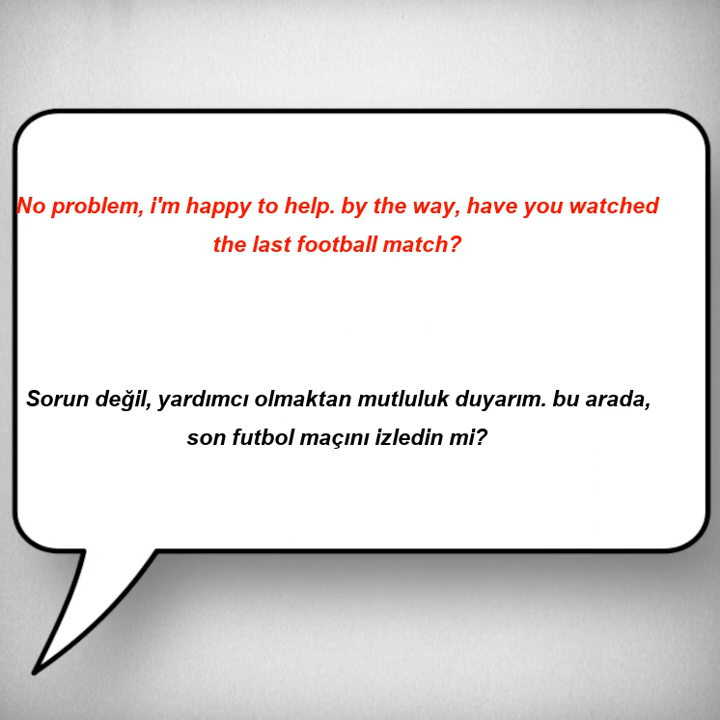 No problem, i'm happy to help. by the way, have you watched
the last football match?
Sorun değil, yardımcı olmaktan mutluluk duyarım. bu arada,
son futbol maçını izledin mi?